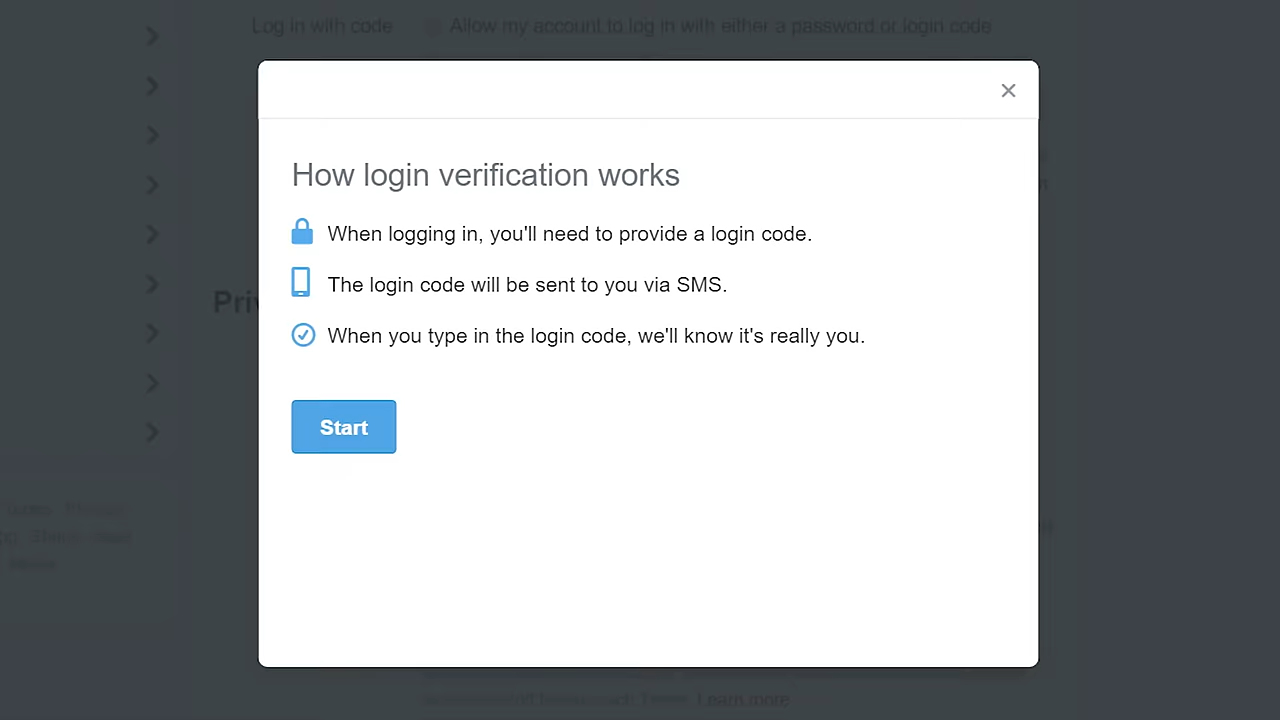 Log in with code Allow my account to log in with either a password or login code
How login verification works
When logging in, you'll need to provide a login code.
The login code will be sent to you via SMS.
When you type in the login code, we'll know it's really you.
Start
Learn more